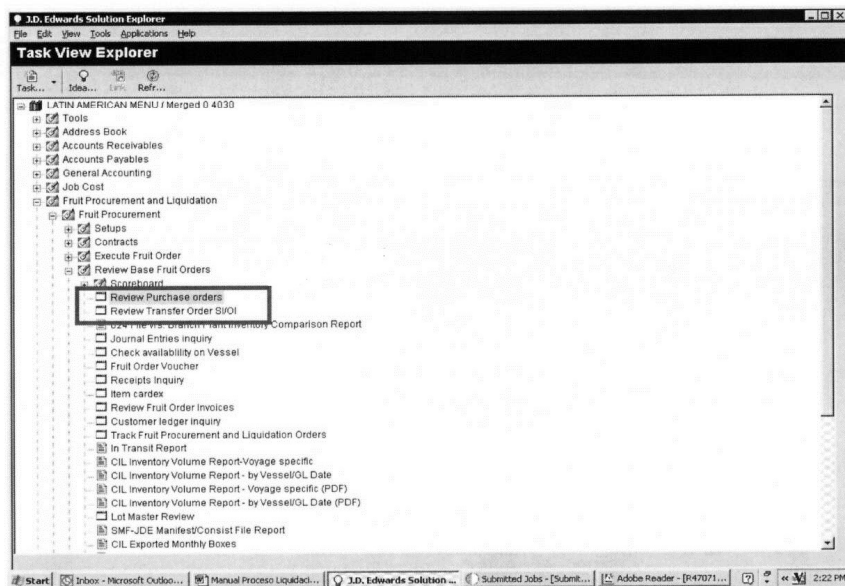 J.D. Edwards Solution Explorer
File Edit View Tools Applications Help
Task View Explorer
Task... Idea... Link Refr...
LATIN AMERICAN MENU / Merged 0 4030
Tools
Address Book
Accounts Receivables
Accounts Payables
General Accounting
Job Cost
Fruit Procurement and Liquidation
Fruit Procurement
Setups
Contracts
Execute Fruit Order
Review Base Fruit Orders
Scoreboard
Review Purchase orders
Review Transfer Order SI/OI
Branch Plant Inventory Comparison Report
Journal Entries inquiry
Check availability on Vessel
Fruit Order Voucher
Receipts Inquiry
Item cardex
Review Fruit Order Invoices
Customer ledger inquiry
Track Fruit Procurement and Liquidation Orders
In Transit Report
CIL Inventory Volume Report-Voyage specific
CIL Inventory Volume Report - by Vessel/GL Date
CIL Inventory Volume Report - Voyage specific (PDF)
CIL Inventory Volume Report - by Vessel/GL Date (PDF)
Lot Master Review
SMF-JDE Manifest/Consist File Report
CIL Exported Monthly Boxes
Start Inbox - Microsoft Outloo... Manual Proceso Liquidaci... J.D. Edwards Solution ... Submitted Jobs - [Submit... Adobe Reader - [R47071... 2:22 PM